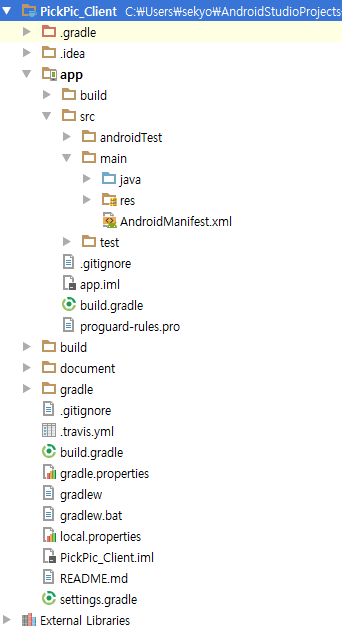 PickPic_Client C:₩Users₩sekyo₩AndroidStudioProjects
.gradle
.idea
app
build
src
androidTest
main
java
res
AndroidManifest.xml
test
.gitignore
app.iml
build.gradle
proguard-rules.pro
build
document
gradle
.gitignore
.travis.yml
build.gradle
gradle.properties
gradlew
gradlew.bat
local.properties
PickPic_Client.iml
README.md
settings.gradle
External Libraries